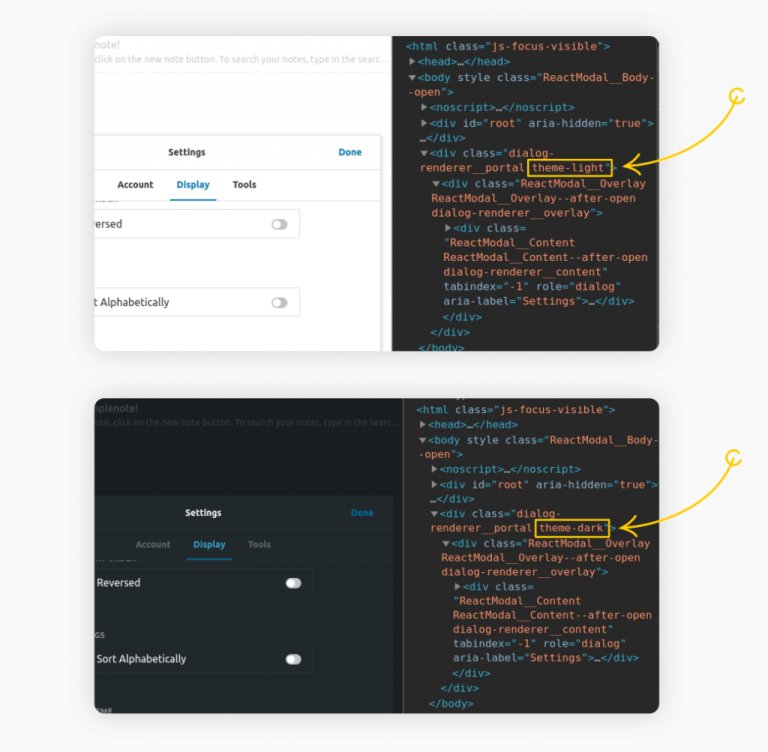 note!
click on the new note button. To search your notes, type in the searc...
Settings
Done
Account
Display
Tools
ersed
t Alphabetically
<html class="js-focus-visible">
▶<head>…</head>
▼<body style class="ReactModal__Body-
-open">
▶<noscript>…</noscript>
▶<div id="root" aria-hidden="true">
…</div>
▼<div class="dialog-
renderer__portal theme-light">
▼<div class="ReactModal__Overlay
ReactModal__Overlay--after-open
dialog-renderer__overlay">
▶<div class=
"ReactModal__Content
ReactModal__Content--after-open
dialog-renderer__content"
tabindex="-1" role="dialog"
aria-label="Settings">…</div>
</div>
</div>
</body>
mplenote!
ote, click on the new note button. To search your notes, type in the searc...
Settings
Done
Account
Display
Tools
Reversed
GS
Sort Alphabetically
EME
<html class="js-focus-visible">
▶<head>…</head>
▼<body style class="ReactModal__Body-
-open">
▶<noscript>…</noscript>
▶<div id="root" aria-hidden="true">
…</div>
▼<div class="dialog-
renderer__portal theme-dark">
▼<div class="ReactModal__Overlay
ReactModal__Overlay--after-open
dialog-renderer__overlay">
▶<div class=
"ReactModal__Content
ReactModal__Content--after-open
dialog-renderer__content"
tabindex="-1" role="dialog"
aria-label="Settings">…</div>
</div>
</div>
</body>